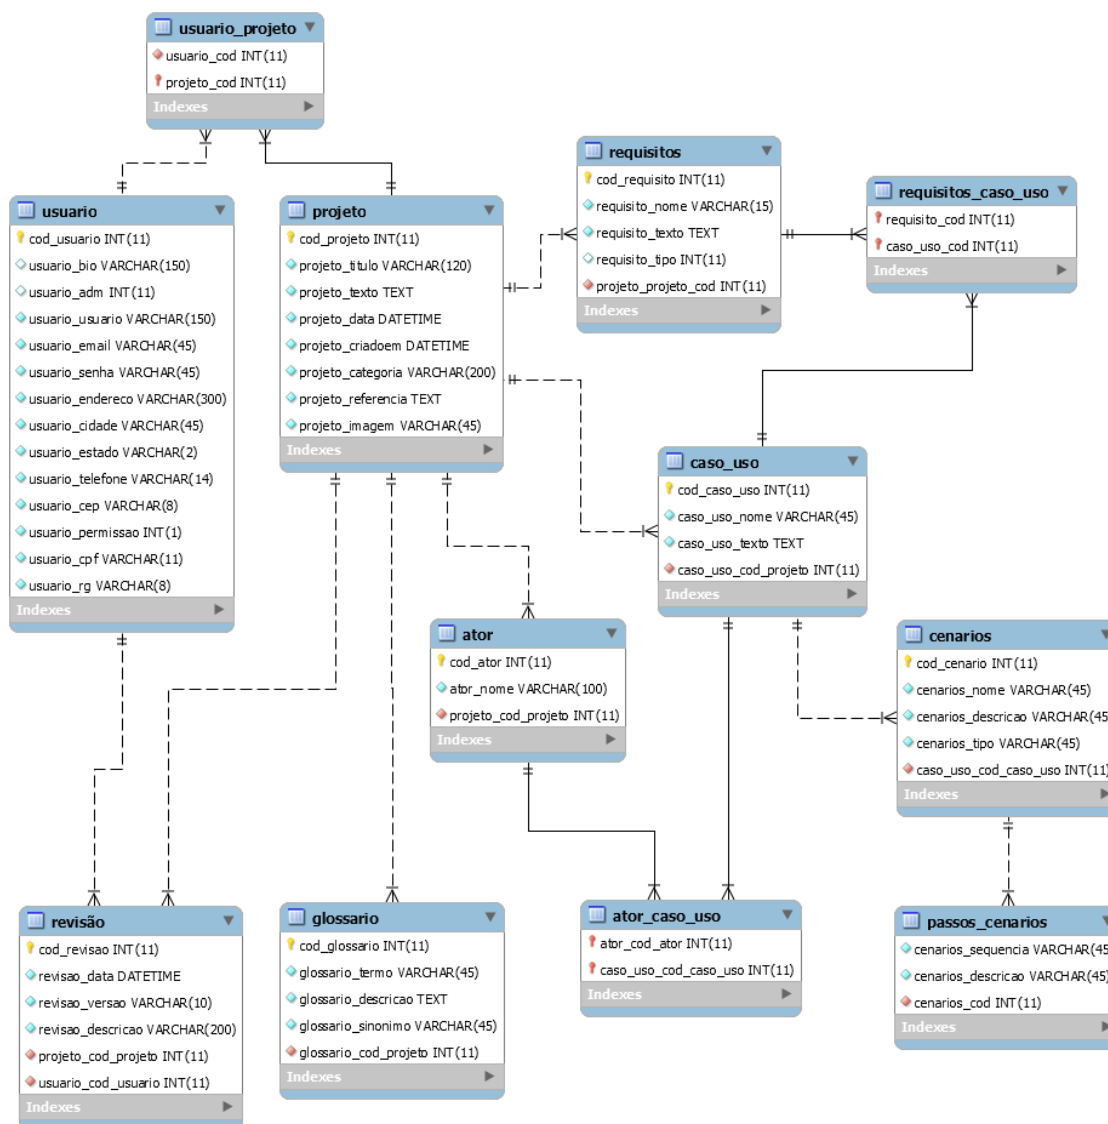 usuario_projeto
usuario_cod INT(11)
projeto_cod INT(11)
Indexes
usuario
cod_usuario INT(11)
usuario_bio VARCHAR(150)
usuario_adm INT(11)
usuario_usuario VARCHAR(150)
usuario_email VARCHAR(45)
usuario_senha VARCHAR(45)
usuario_endereco VARCHAR(300)
usuario_cidade VARCHAR(45)
usuario_estado VARCHAR(2)
usuario_telefone VARCHAR(14)
usuario_cep VARCHAR(8)
usuario_permissao INT(1)
usuario_cpf VARCHAR(11)
usuario_rg VARCHAR(8)
Indexes
projeto
cod_projeto INT(11)
projeto_titulo VARCHAR(120)
projeto_texto TEXT
projeto_data DATETIME
projeto_criadoem DATETIME
projeto_categoria VARCHAR(200)
projeto_referencia TEXT
projeto_imagem VARCHAR(45)
Indexes
requisitos
cod_requisito INT(11)
requisito_nome VARCHAR(15)
requisito_texto TEXT
requisito_tipo INT(11)
projeto_projeto_cod INT(11)
Indexes
requisitos_caso_uso
requisito_cod INT(11)
caso_uso_cod INT(11)
Indexes
caso_uso
cod_caso_uso INT(11)
caso_uso_nome VARCHAR(45)
caso_uso_texto TEXT
caso_uso_cod_projeto INT(11)
Indexes
ator
cod_ator INT(11)
ator_nome VARCHAR(100)
projeto_cod_projeto INT(11)
Indexes
cenarios
cod_cenario INT(11)
cenarios_nome VARCHAR(45)
cenarios_descricao VARCHAR(45
cenarios_tipo VARCHAR(45)
caso_uso_cod_caso_uso INT(11)
Indexes
revisão
cod_revisao INT(11)
revisao_data DATETIME
revisao_versao VARCHAR(10)
revisao_descricao VARCHAR(200)
projeto_cod_projeto INT(11)
usuario_cod_usuario INT(11)
Indexes
glossario
cod_glossario INT(11)
glossario_termo VARCHAR(45)
glossario_descricao TEXT
glossario_sinonimo VARCHAR(45)
glossario_cod_projeto INT(11)
Indexes
ator_caso_uso
ator_cod_ator INT(11)
caso_uso_cod_caso_uso INT(11)
Indexes
passos_cenarios
cenarios_sequencia VARCHAR(45
cenarios_descricao VARCHAR(45
cenarios_cod INT(11)
Indexes